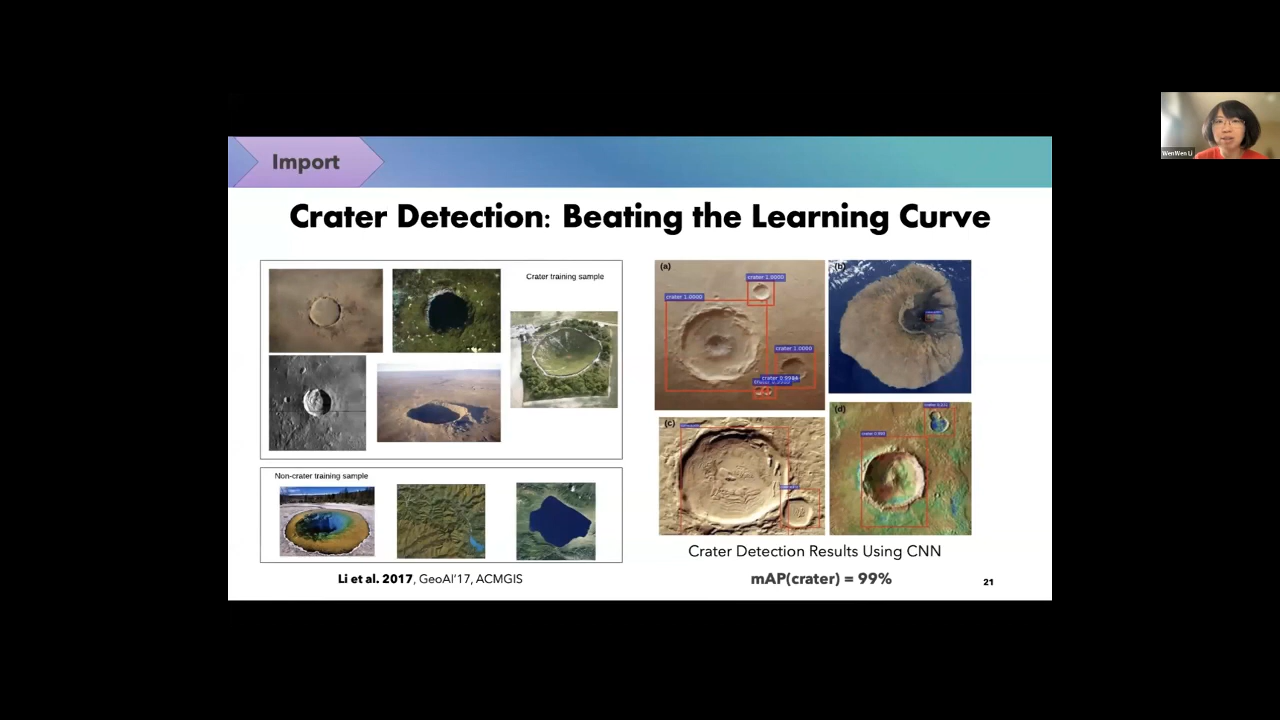 Import
Crater Detection: Beating the Learning Curve
Crater training sample
Non-crater training sample
Li et al. 2017, GeoAI'17, ACMGIS
(a)
crater 1.0000
crater 1.0000
crater 1.0000
crater 0.9984
(b)
(c)
(d)
Crater Detection Results Using CNN
mAP(crater) = 99%
21
WenWen Li